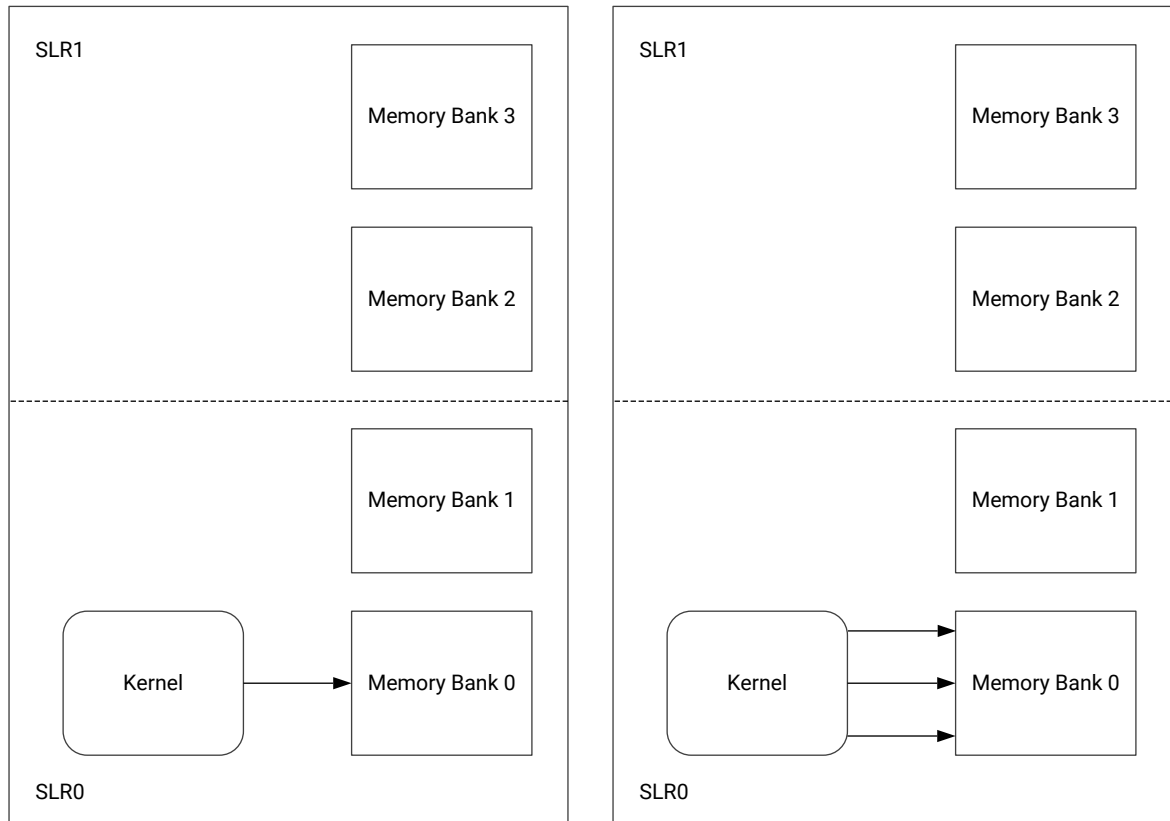 SLR1
Memory Bank 3
Memory Bank 2
Memory Bank 1
Kernel
Memory Bank 0
SLR0
SLR1
Memory Bank 3
Memory Bank 2
Memory Bank 1
Kernel
Memory Bank 0
SLR0